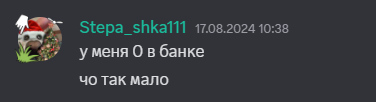 Stepa_shka111 17.08.2024 10:38
у меня 0 в банке
чо так мало